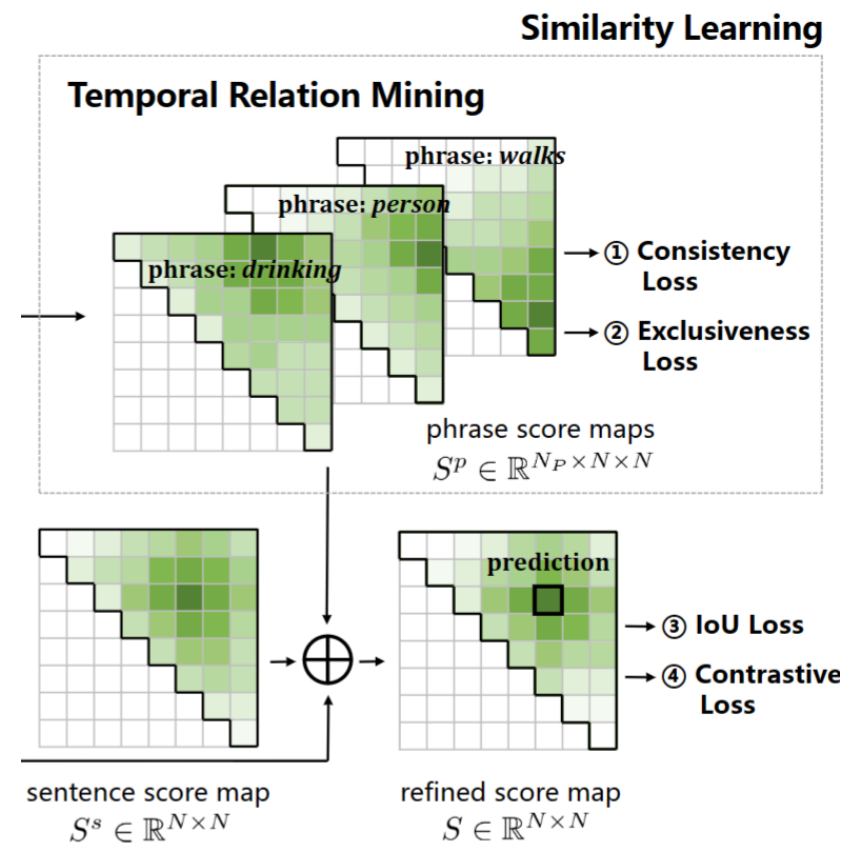 Similarity Learning
Temporal Relation Mining
phrase: walks
phrase: person
phrase: drinking
① Consistency
Loss
② Exclusiveness
Loss
phrase score maps
S^p ∈ ℝ^{N_P×N×N}
prediction
③ IoU Loss
④ Contrastive
Loss
sentence score map
S^s ∈ ℝ^{N×N}
refined score map
S ∈ ℝ^{N×N}